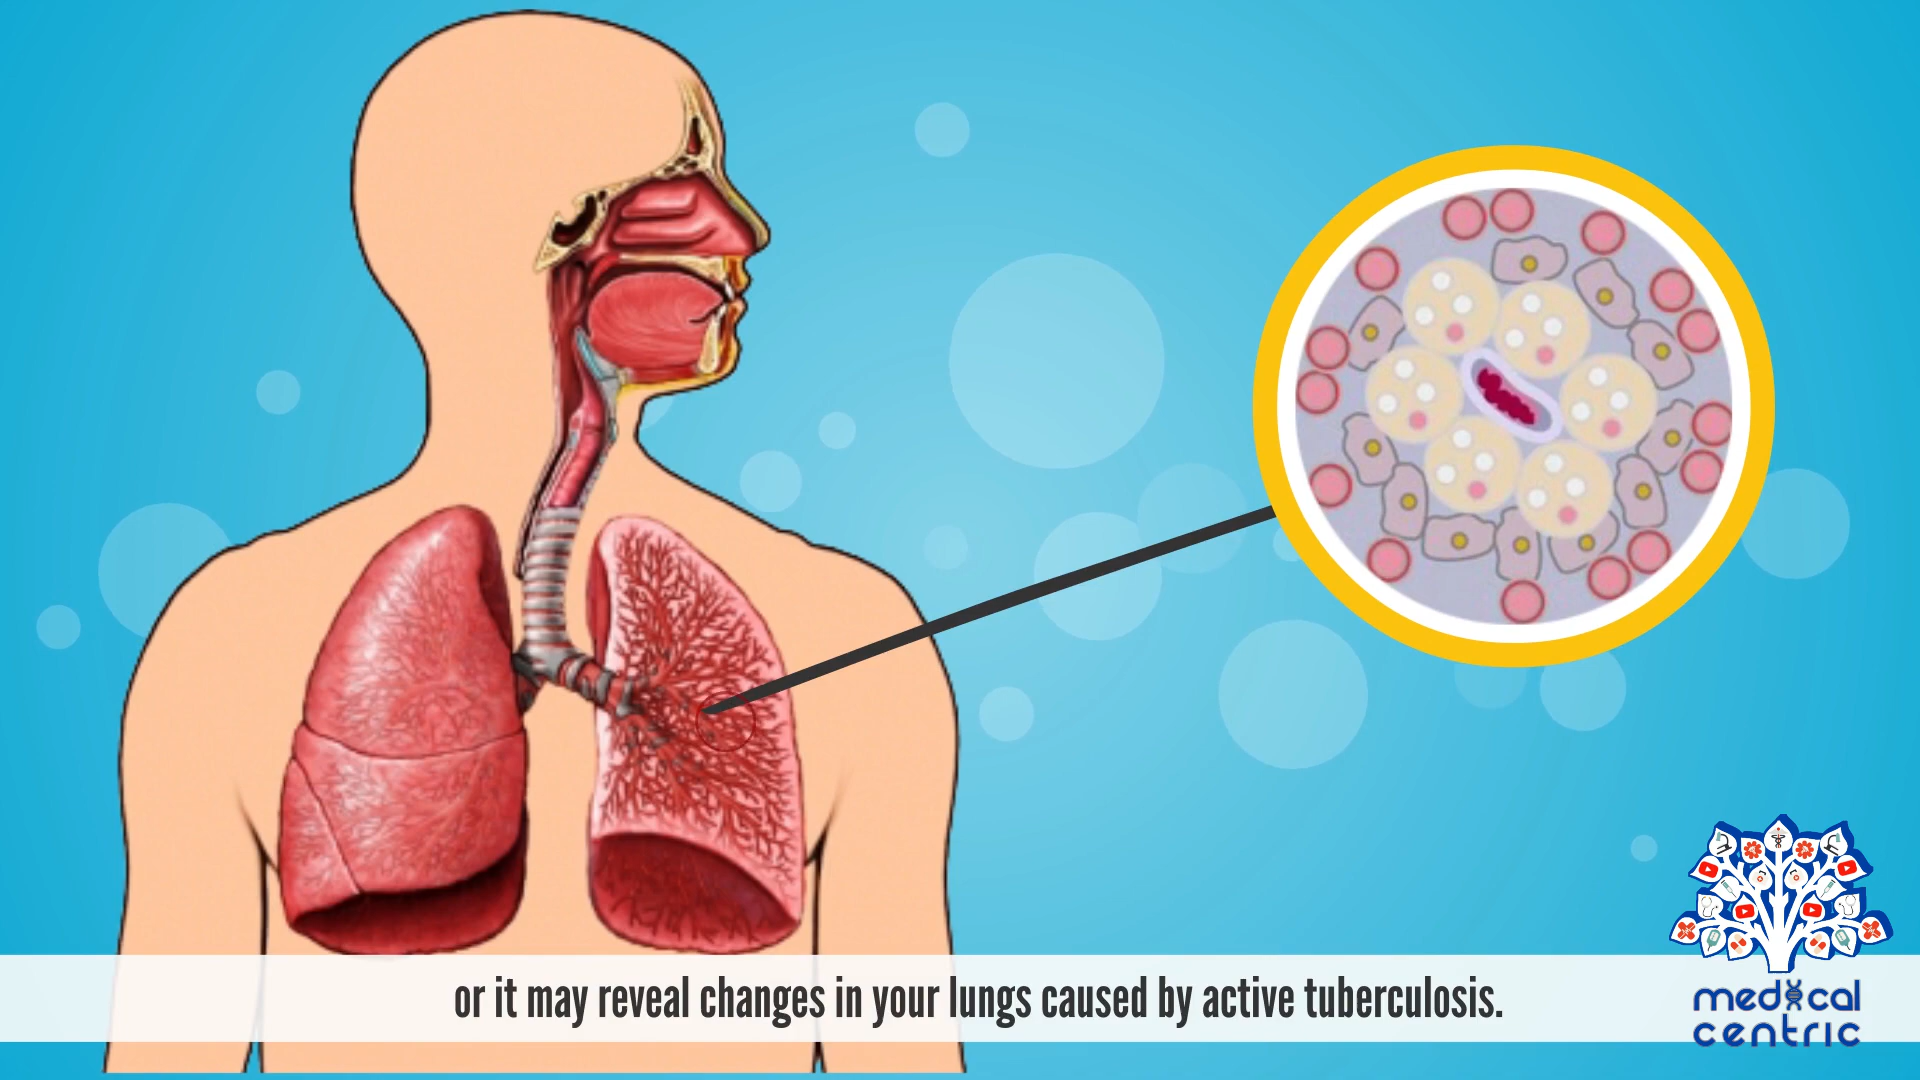 or it may reveal changes in your lungs caused by active tuberculosis.
medical
centric